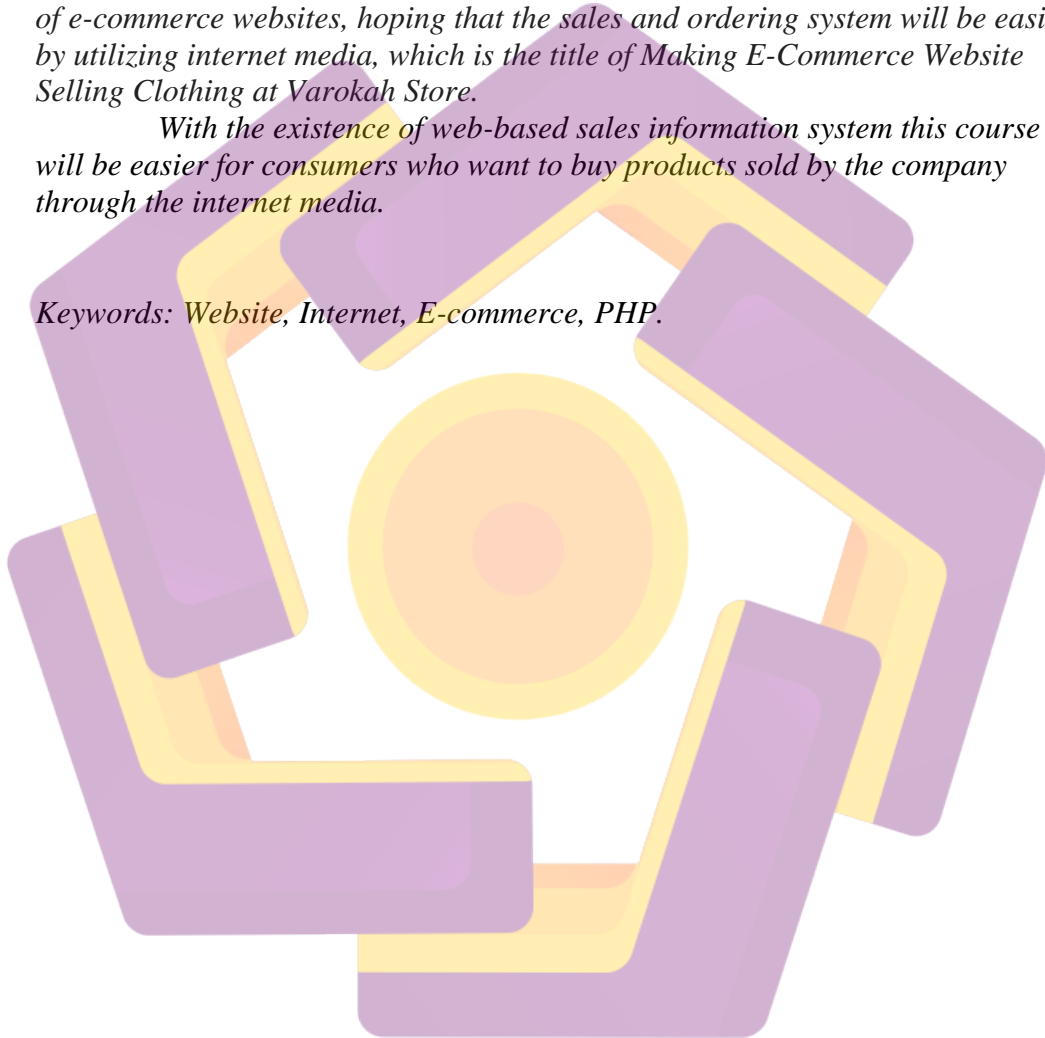 of e-commerce websites, hoping that the sales and ordering system will be easi
by utilizing internet media, which is the title of Making E-Commerce Website
Selling Clothing at Varokah Store.
With the existence of web-based sales information system this course
will be easier for consumers who want to buy products sold by the company
through the internet media.
Keywords: Website, Internet, E-commerce, PHP.